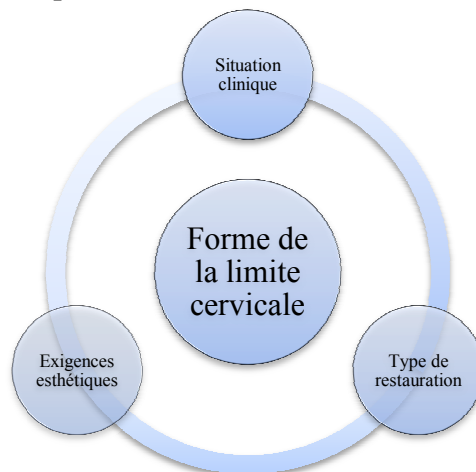 Situation
clinique
Forme de
la limite
cervicale
Exigences
esthétiques
Type de
restauration